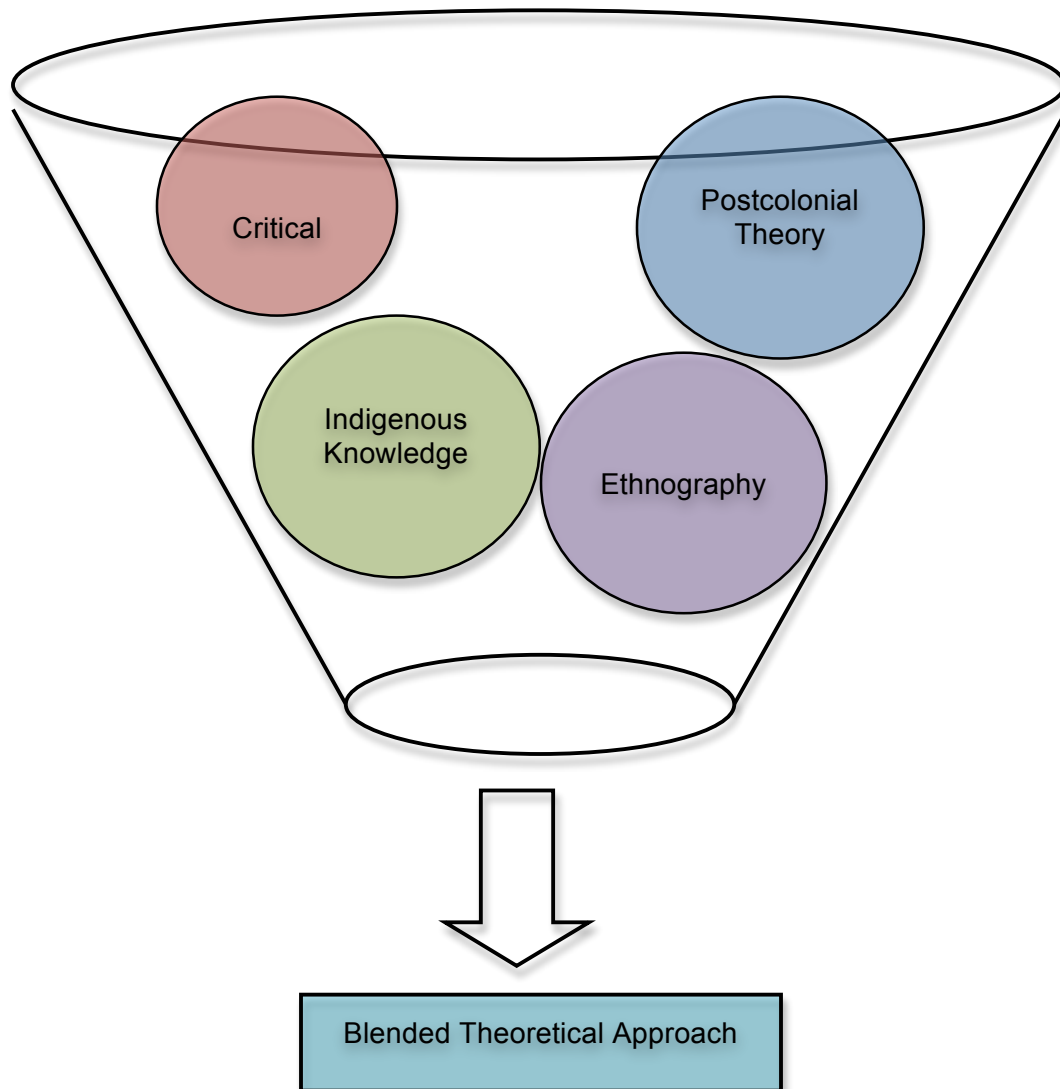 Critical
Postcolonial
Theory
Indigenous
Knowledge
Ethnography
Blended Theoretical Approach